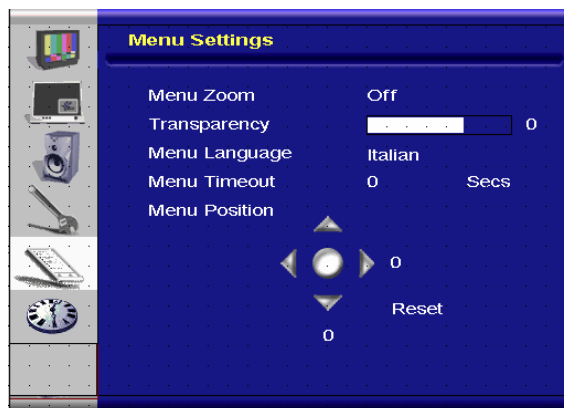 Menu Settings
Menu Zoom Off
Transparency 0
Menu Language Italian
Menu Timeout 0 Secs
Menu Position
0
Reset
0